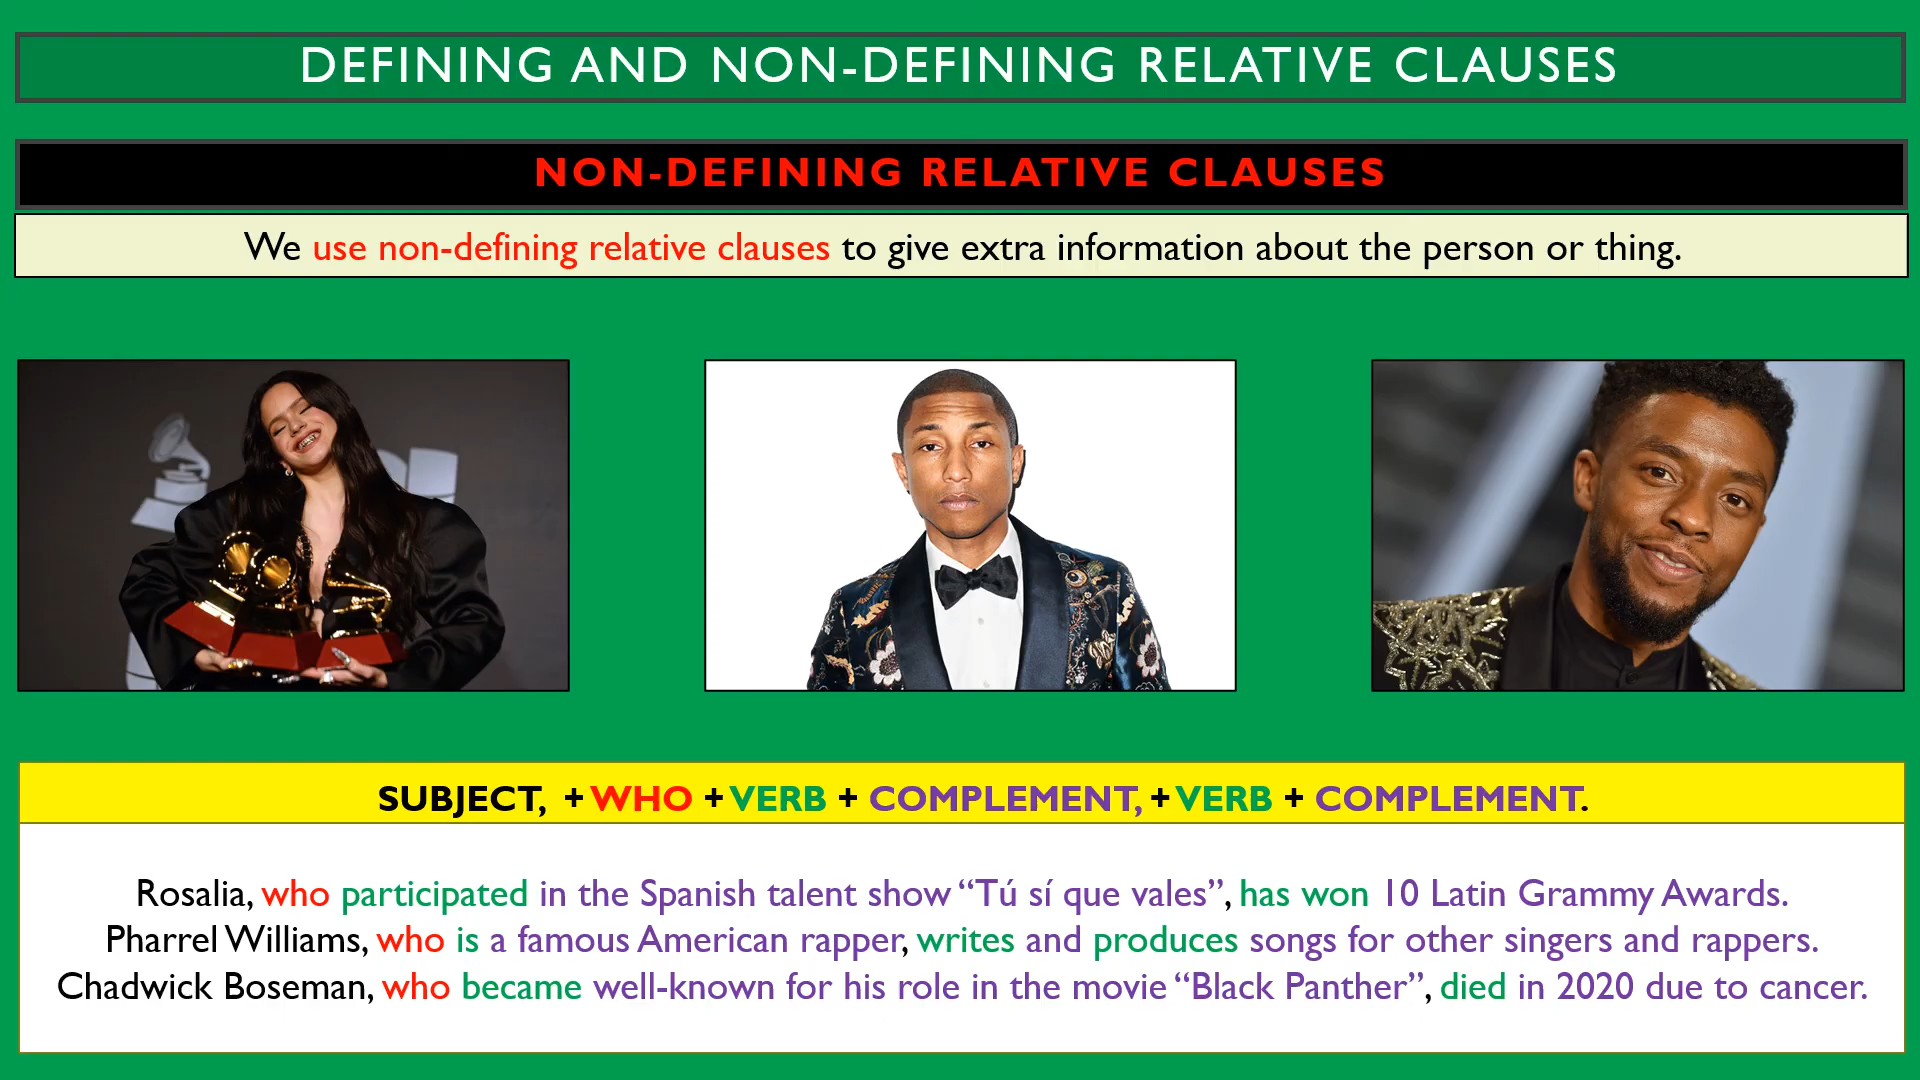 DEFINING AND NON-DEFINING RELATIVE CLAUSES
NON-DEFINING RELATIVE CLAUSES
We use non-defining relative clauses to give extra information about the person or thing.
SUBJECT, + WHO + VERB + COMPLEMENT, + VERB + COMPLEMENT.
Rosalia, who participated in the Spanish talent show “Tú sí que vales”, has won 10 Latin Grammy Awards.
Pharrel Williams, who is a famous American rapper, writes and produces songs for other singers and rappers.
Chadwick Boseman, who became well-known for his role in the movie “Black Panther”, died in 2020 due to cancer.